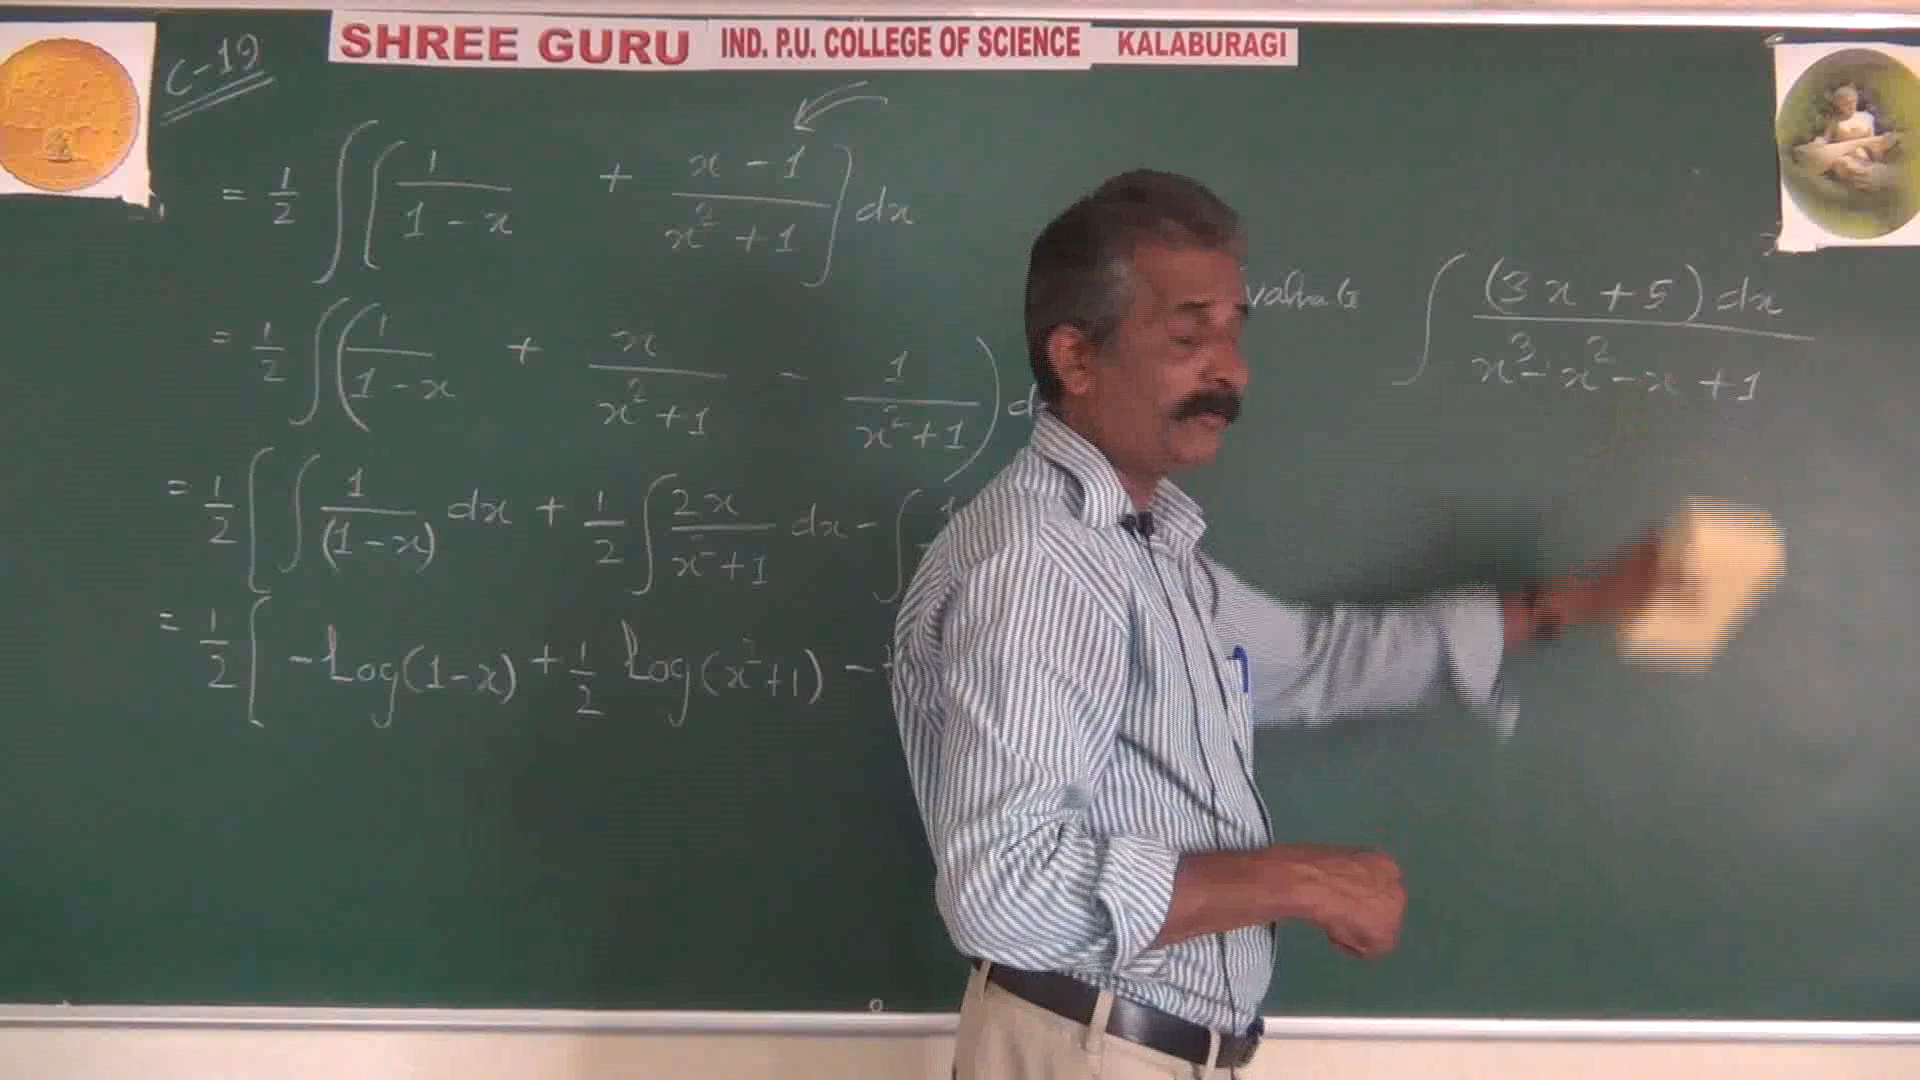 SHREE GURU IND. P.U. COLLEGE OF SCIENCE KALABURAGI
C-19
= 1/2 ∫ [ 1/(1-x) + (x-1)/(x²+1) ] dx
= 1/2 ∫ ( 1/(1-x) + x/(x²+1) - 1/(x²+1) ) d
= 1/2 [ ∫ 1/(1-x) dx + 1/2 ∫ 2x/(x²+1) dx - ∫ 1
= 1/2 [ -log(1-x) + 1/2 log(x²+1) -
valuate ∫ (3x+5)dx/(x³-x²-x+1)